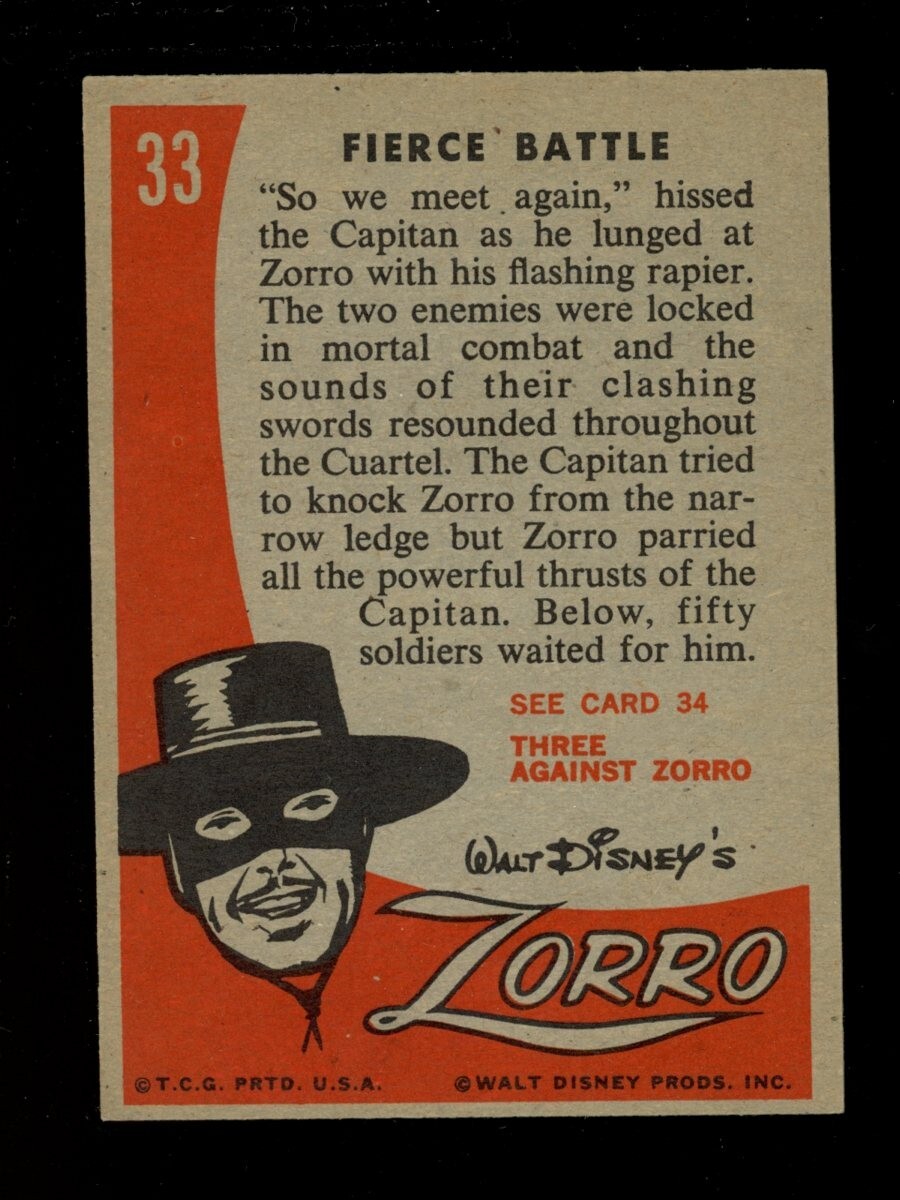 33
FIERCE BATTLE
“So we meet again,” hissed
the Capitan as he lunged at
Zorro with his flashing rapier.
The two enemies were locked
in mortal combat and the
sounds of their clashing
swords resounded throughout
the Cuartel. The Capitan tried
to knock Zorro from the nar-
row ledge but Zorro parried
all the powerful thrusts of the
Capitan. Below, fifty
soldiers waited for him.
SEE CARD 34
THREE
AGAINST ZORRO
WALT DISNEY'S
ZORRO
©T.C.G. PRTD. U.S.A.
©WALT DISNEY PRODS. INC.